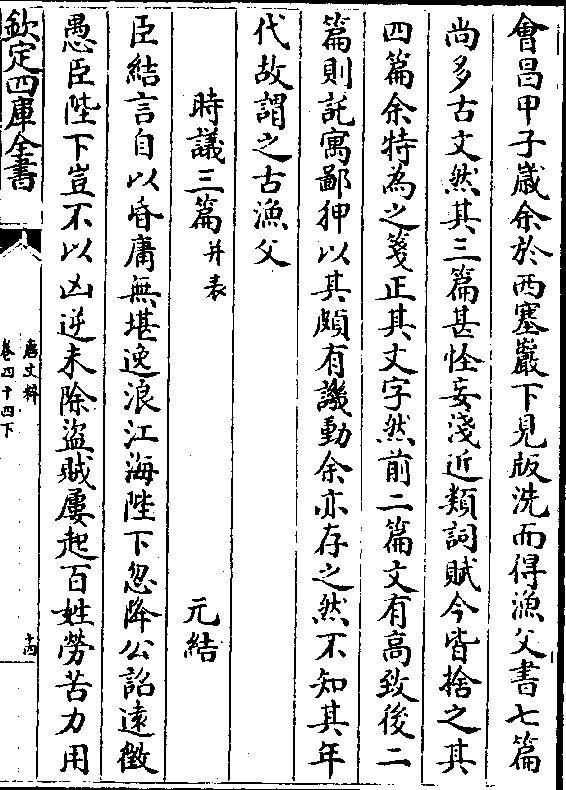 會昌甲子嵗余於西塞巖下見版洗而得漁父書七篇
尚多古文然其三篇甚怪妄淺近類詞賦今皆捨之其
四篇余特為之箋正其文字然前二篇文有高致後二
篇則託寓鄙狎以其頗有譏動余亦存之然不知其年
代故謂之古漁父
時議三篇并表 元結
臣結言自以昏庸無堪逸浪江海陛下忽降公詔遠徵
愚臣陛下豈不以凶逆未除盜賊屢起百姓勞苦力用
欽定四庫全書
唐文粹
卷四十四下
十四